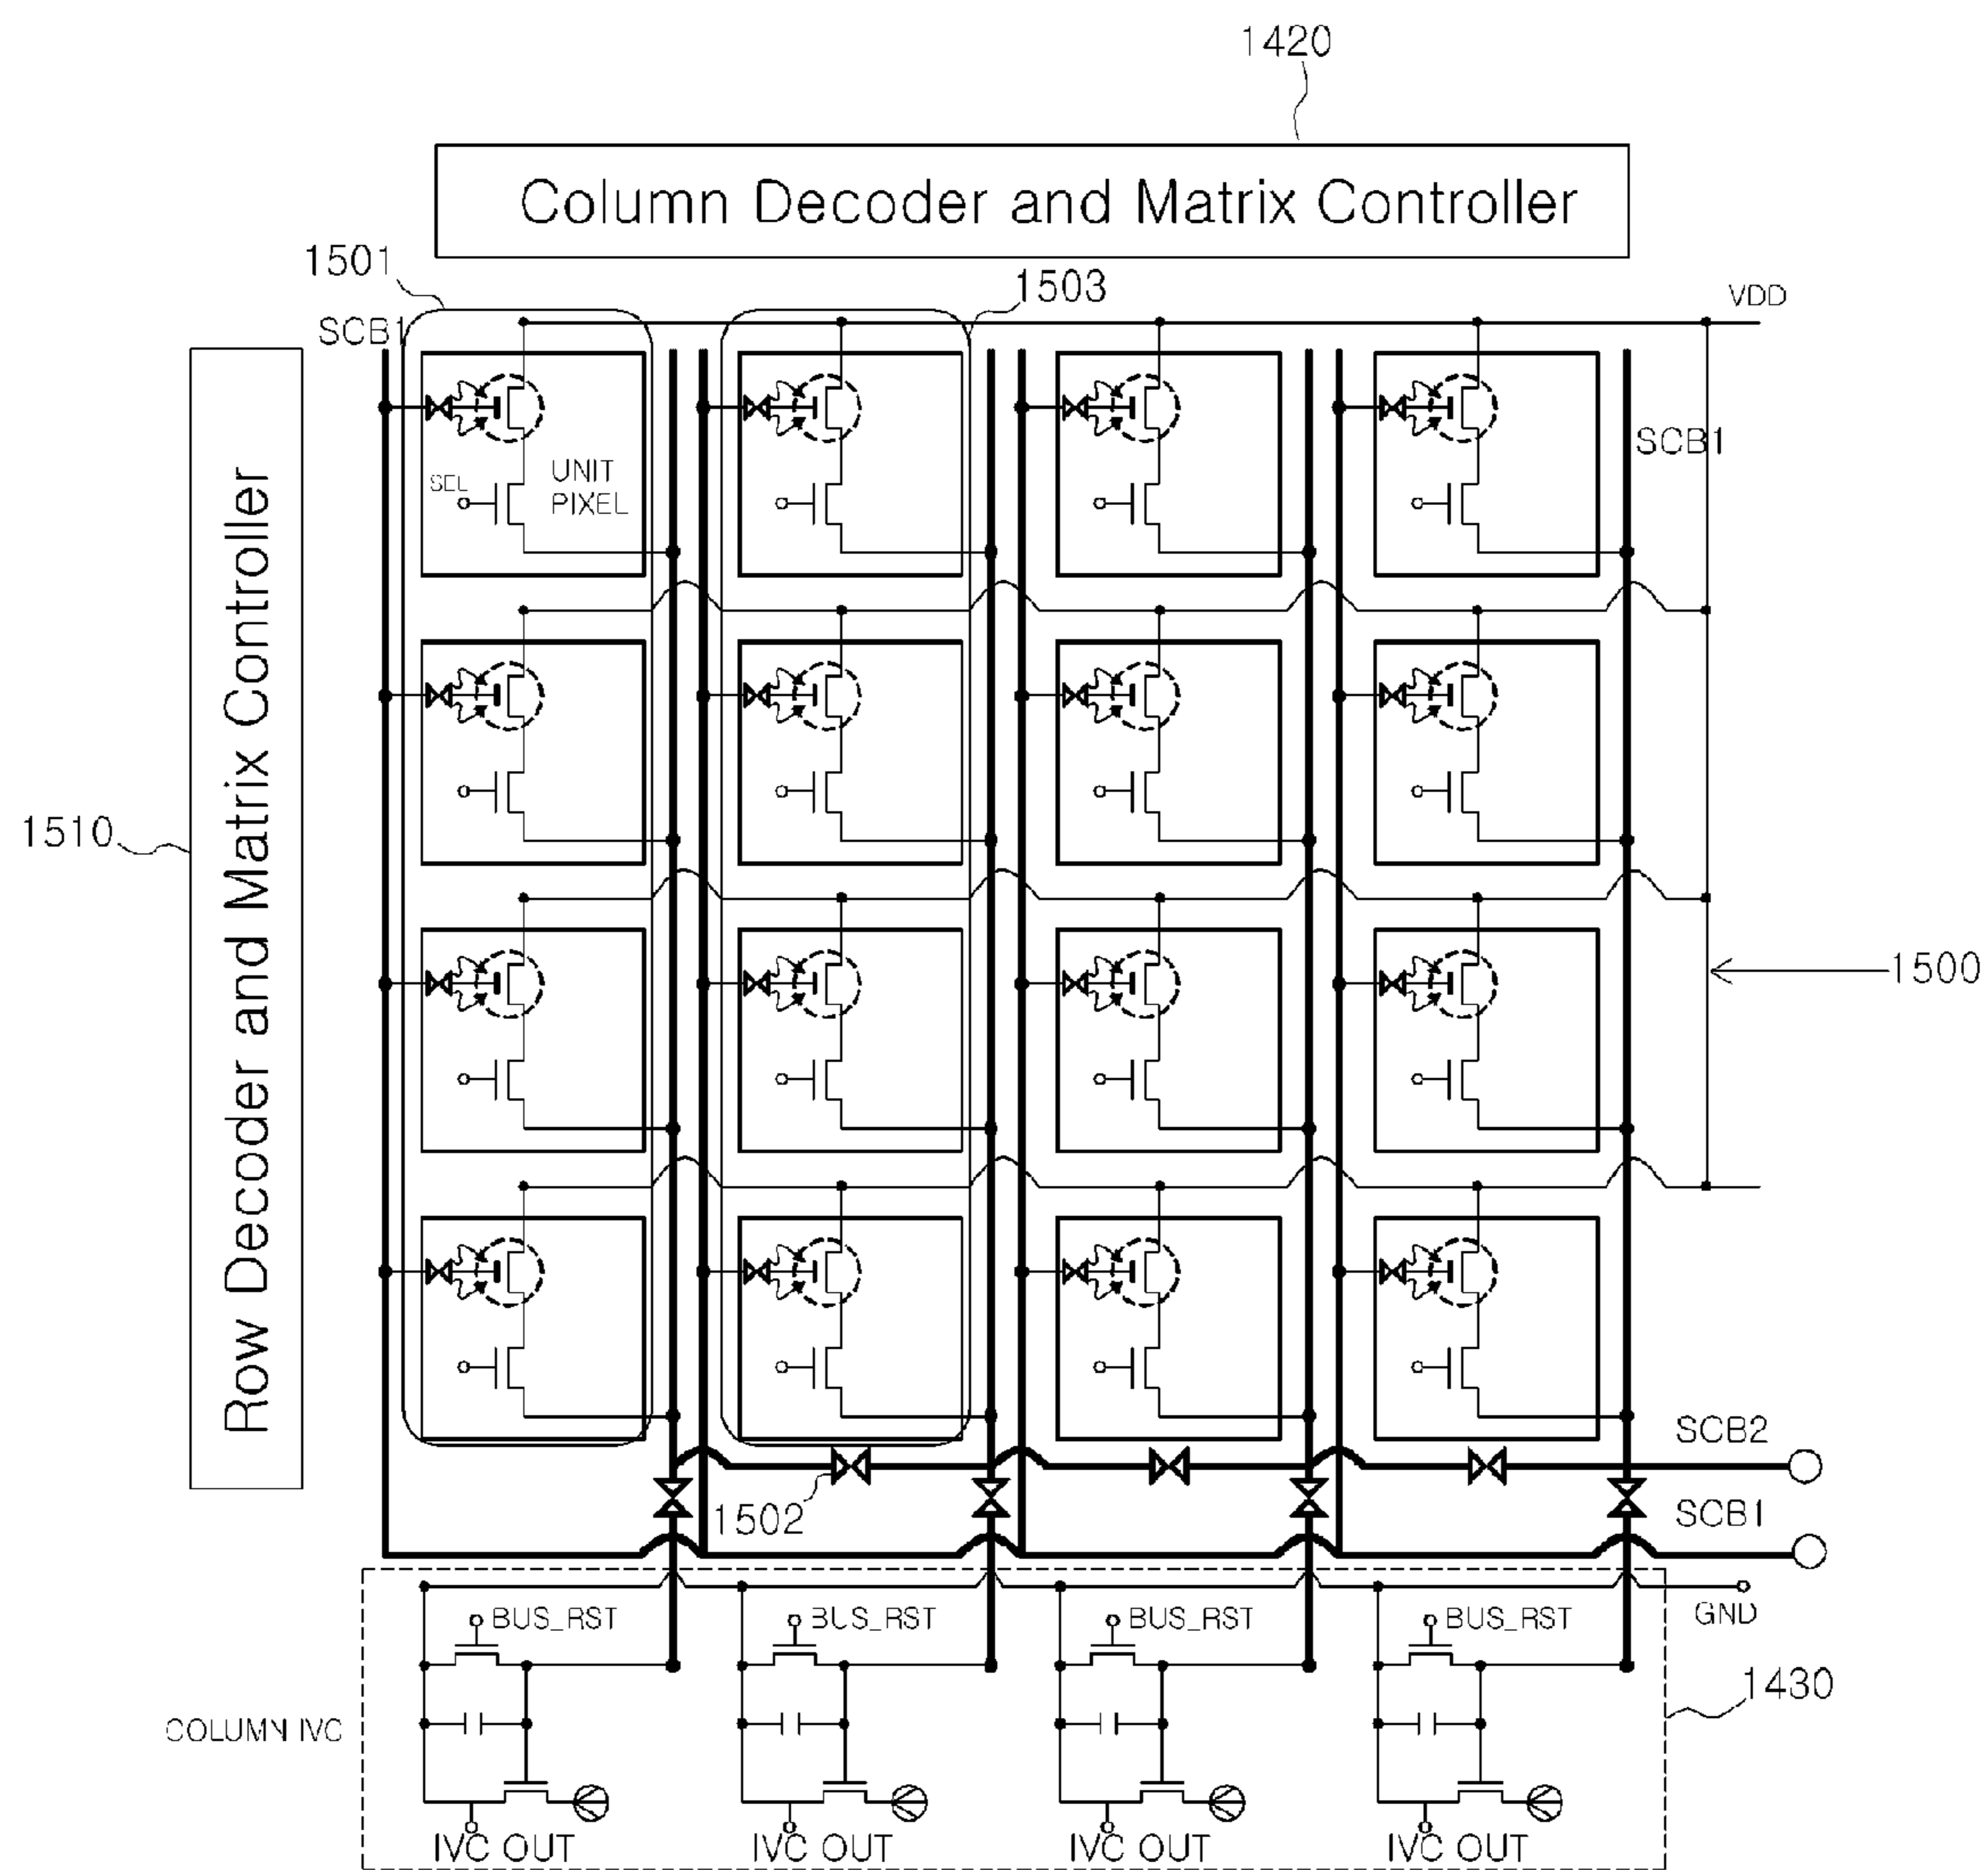 1420
Column Decoder and Matrix Controller
1501
1503
VDD
SCB1
SCB1
SEL
UNIT
PIXEL
Row Decoder and Matrix Controller
1510
1500
SCB2
1502
SCB1
GND
BUS_RST
BUS_RST
BUS_RST
BUS_RST
1430
COLUMN IVC
IVC OUT
IVC OUT
IVC OUT
IVC OUT